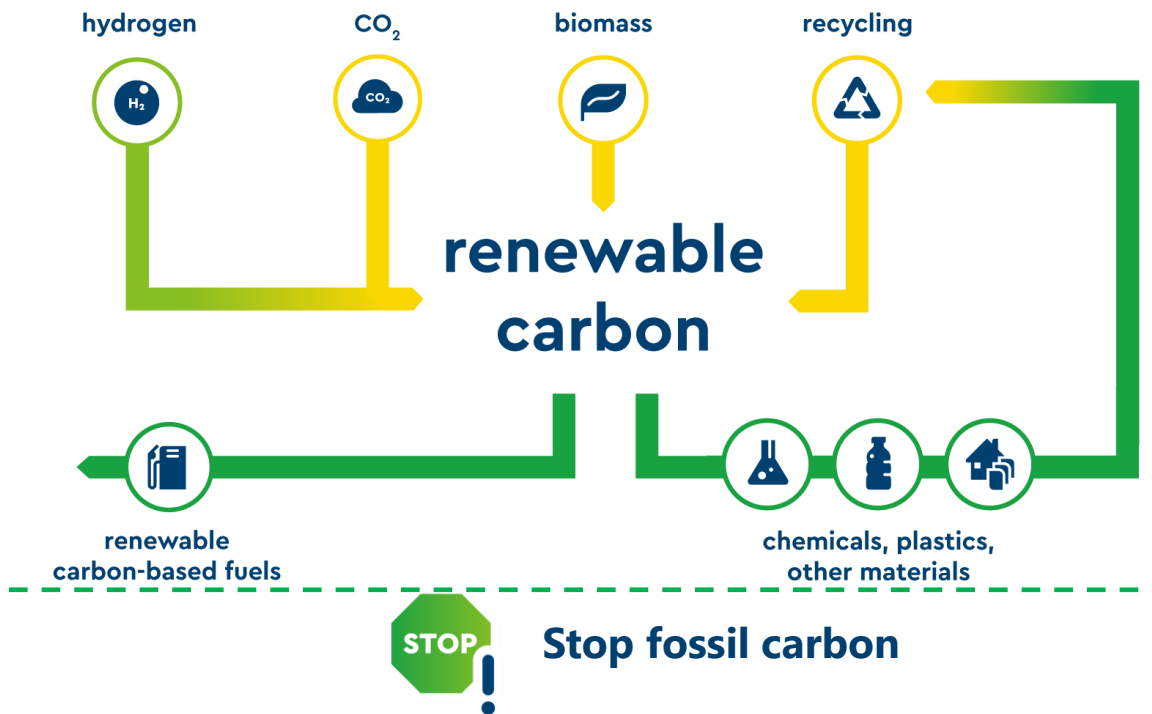 hydrogen
CO₂
biomass
recycling
H₂
CO₂
renewable
carbon
renewable
carbon-based fuels
chemicals, plastics,
other materials
STOP
!
Stop fossil carbon